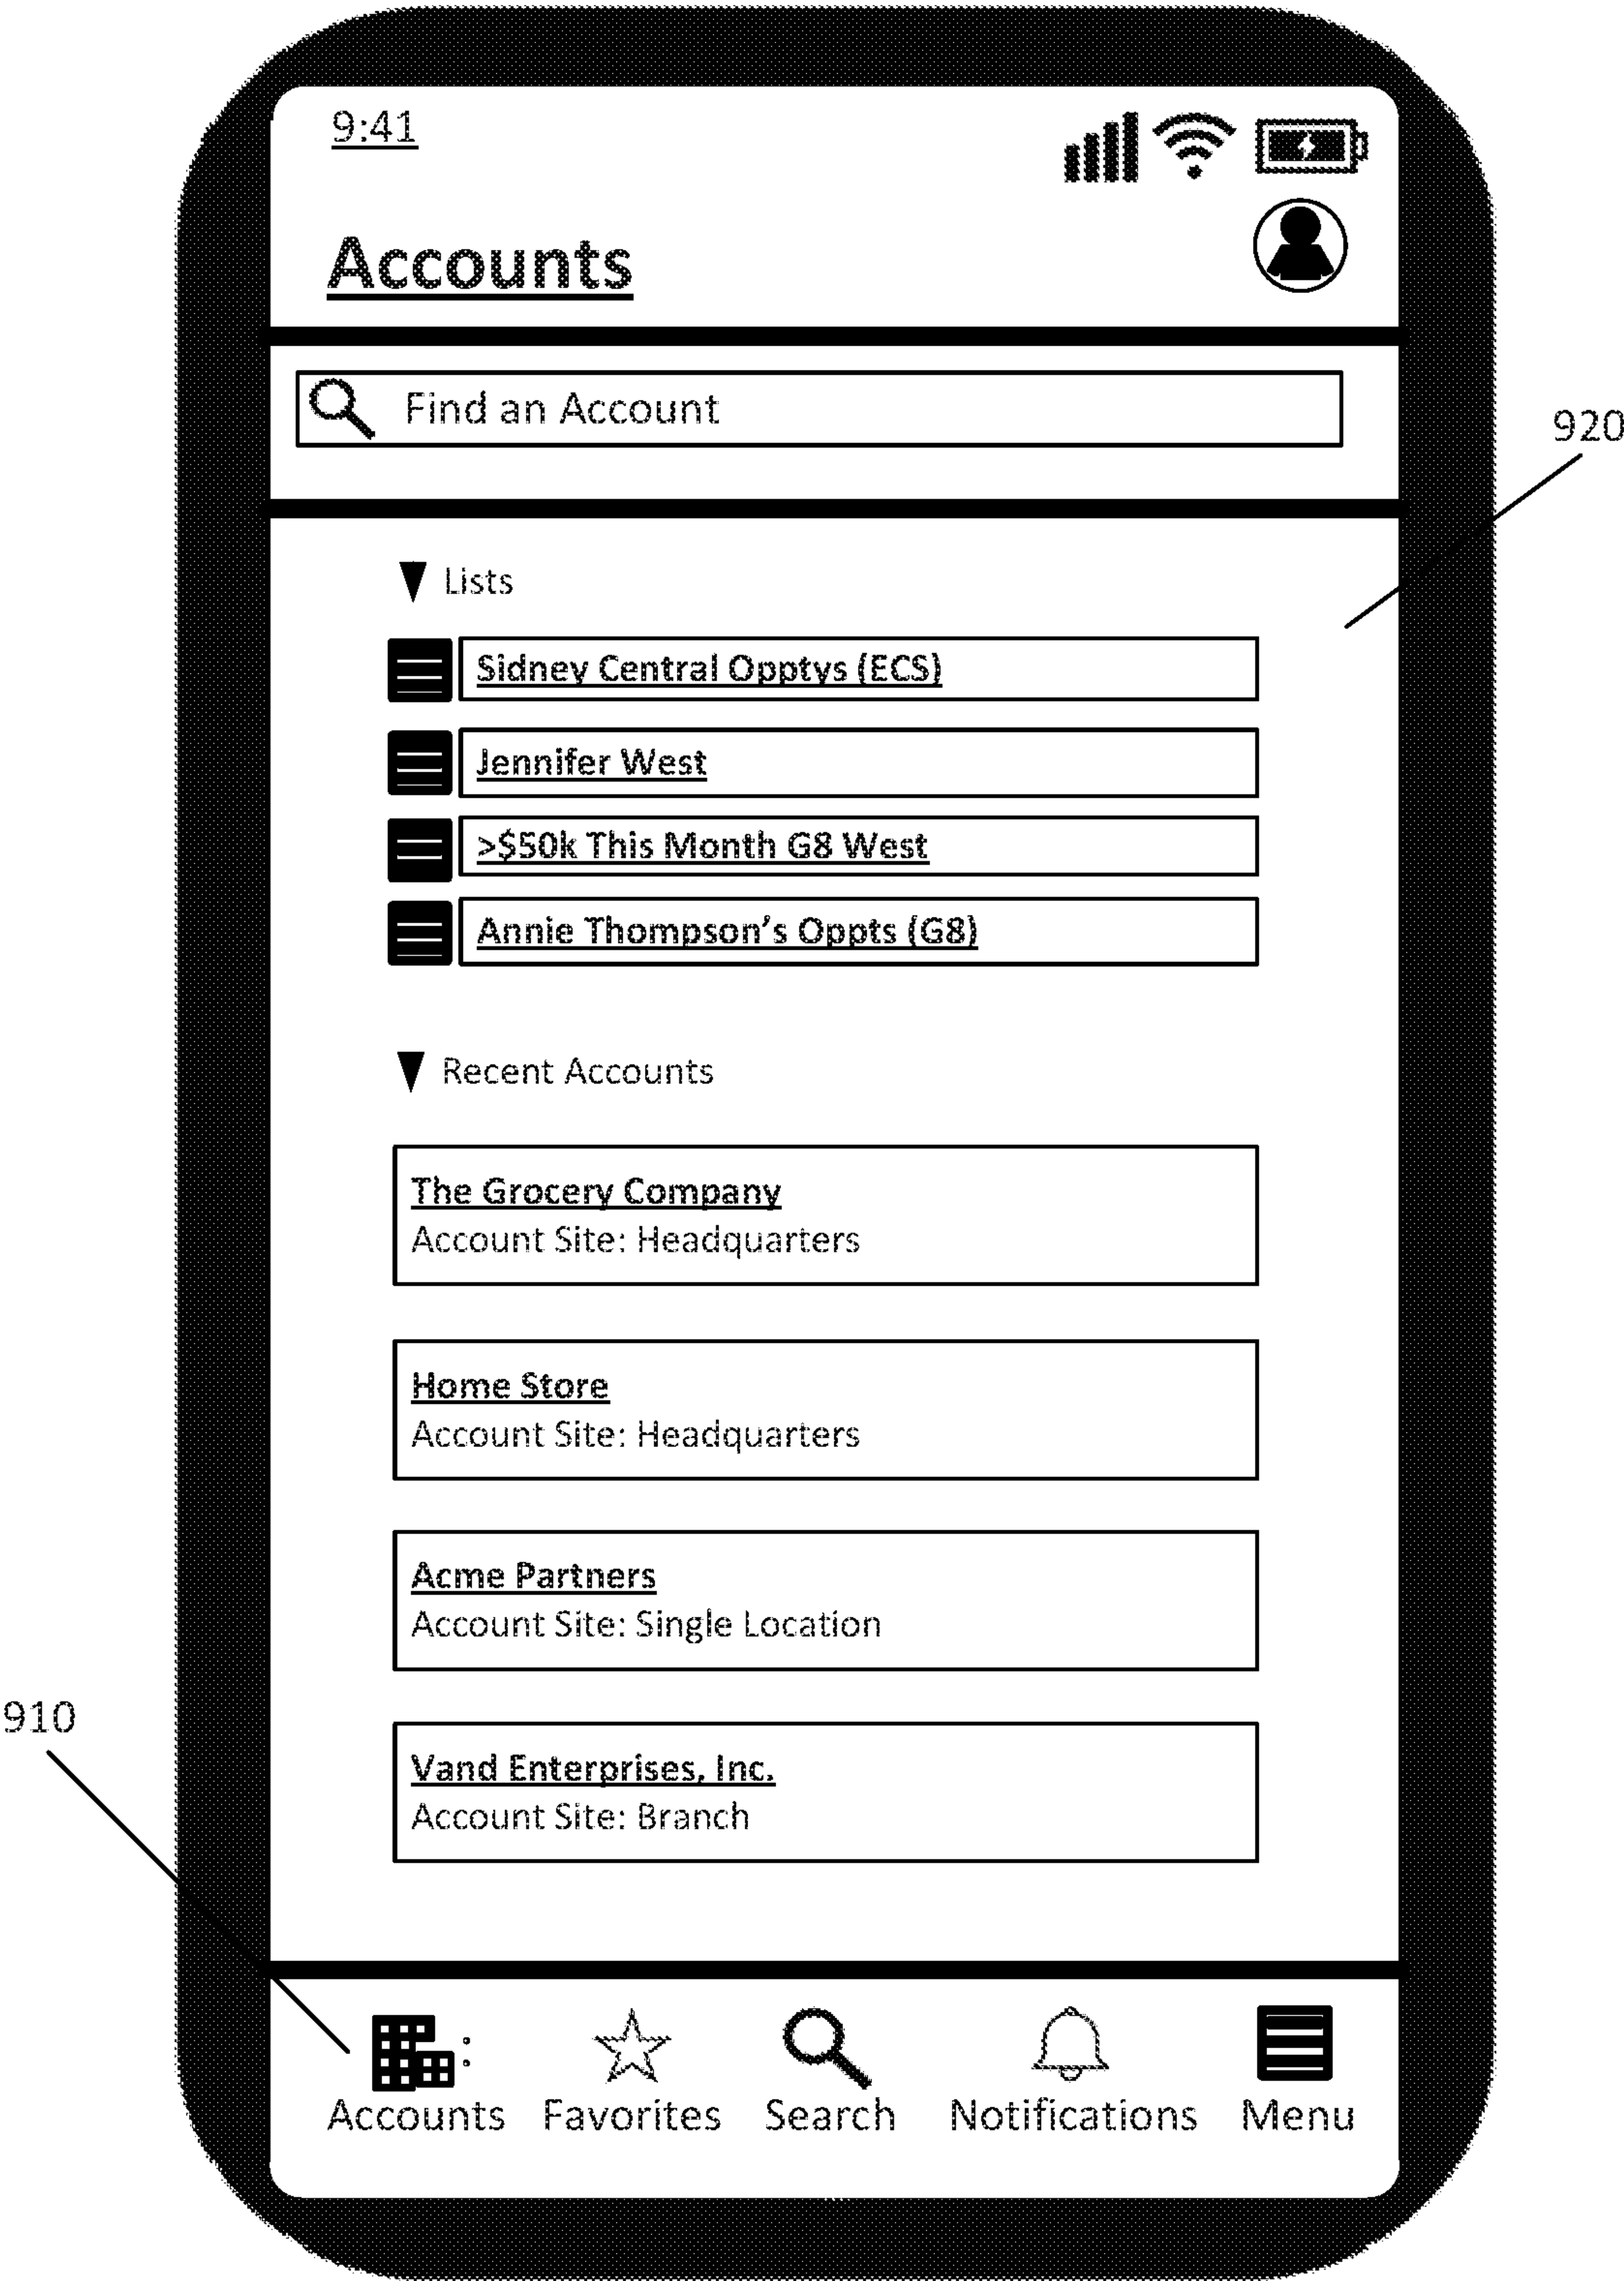 9:41
Accounts
Find an Account
920
Lists
Sidney Central Opptys (ECS)
Jennifer West
>$50k This Month G8 West
Annie Thompson's Oppts (G8)
Recent Accounts
The Grocery Company
Account Site: Headquarters
Home Store
Account Site: Headquarters
Acme Partners
Account Site: Single Location
910
Vand Enterprises, Inc.
Account Site: Branch
Accounts Favorites Search Notifications Menu